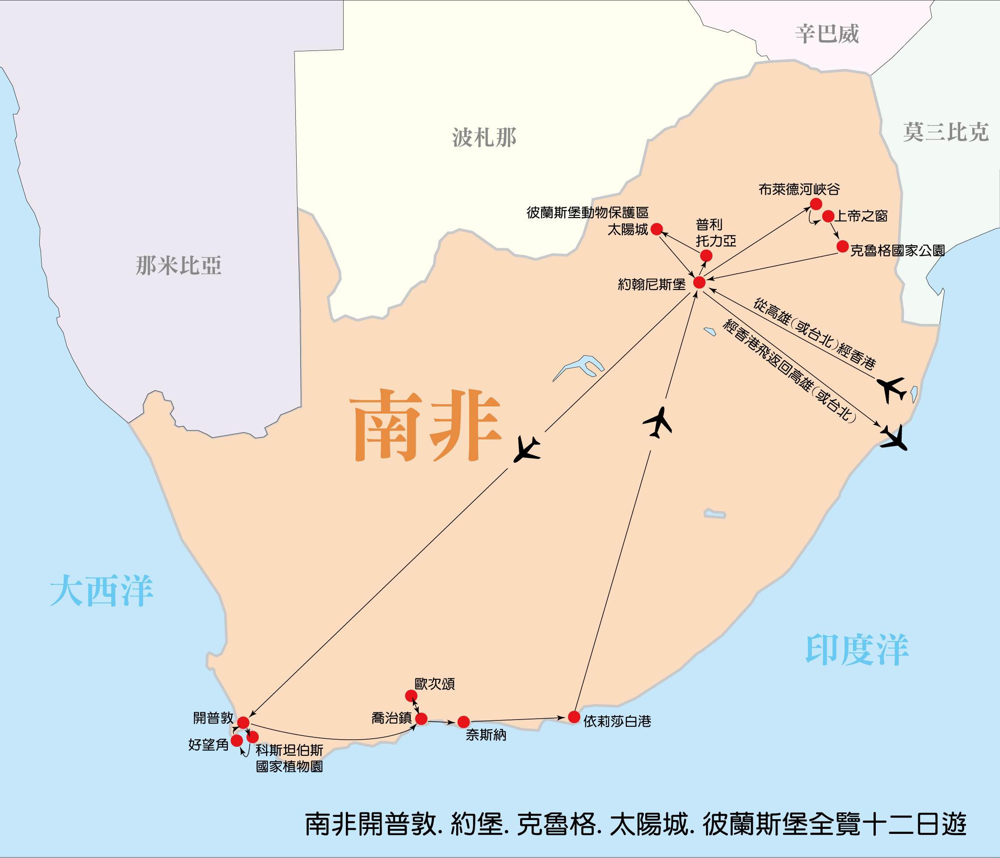 辛巴威
莫三比克
波札那
那米比亞
布萊德河峽谷
上帝之窗
克魯格國家公園
彼蘭斯堡動物保護區
太陽城
普利
托力亞
約翰尼斯堡
從高雄(或台北)經香港
經香港飛返回高雄(或台北)
南非
大西洋
印度洋
歐次頌
喬治鎮
奈斯納
依莉莎白港
開普敦
好望角
科斯坦伯斯
國家植物園
南非開普敦. 約堡. 克魯格. 太陽城. 彼蘭斯堡全覽十二日遊